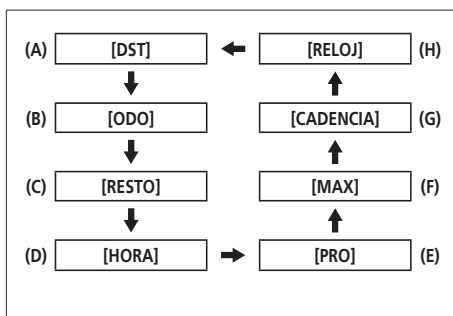 (A) [DST] [RELOJ] (H)
(B) [ODO] [CADENCIA] (G)
(C) [RESTO] [MAX] (F)
(D) [HORA] [PRO] (E)